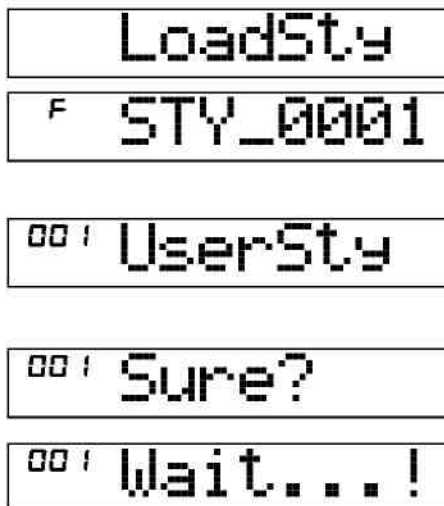 LoadSty
F STY_0001
001 UserSty
001 Sure?
001 Wait...!